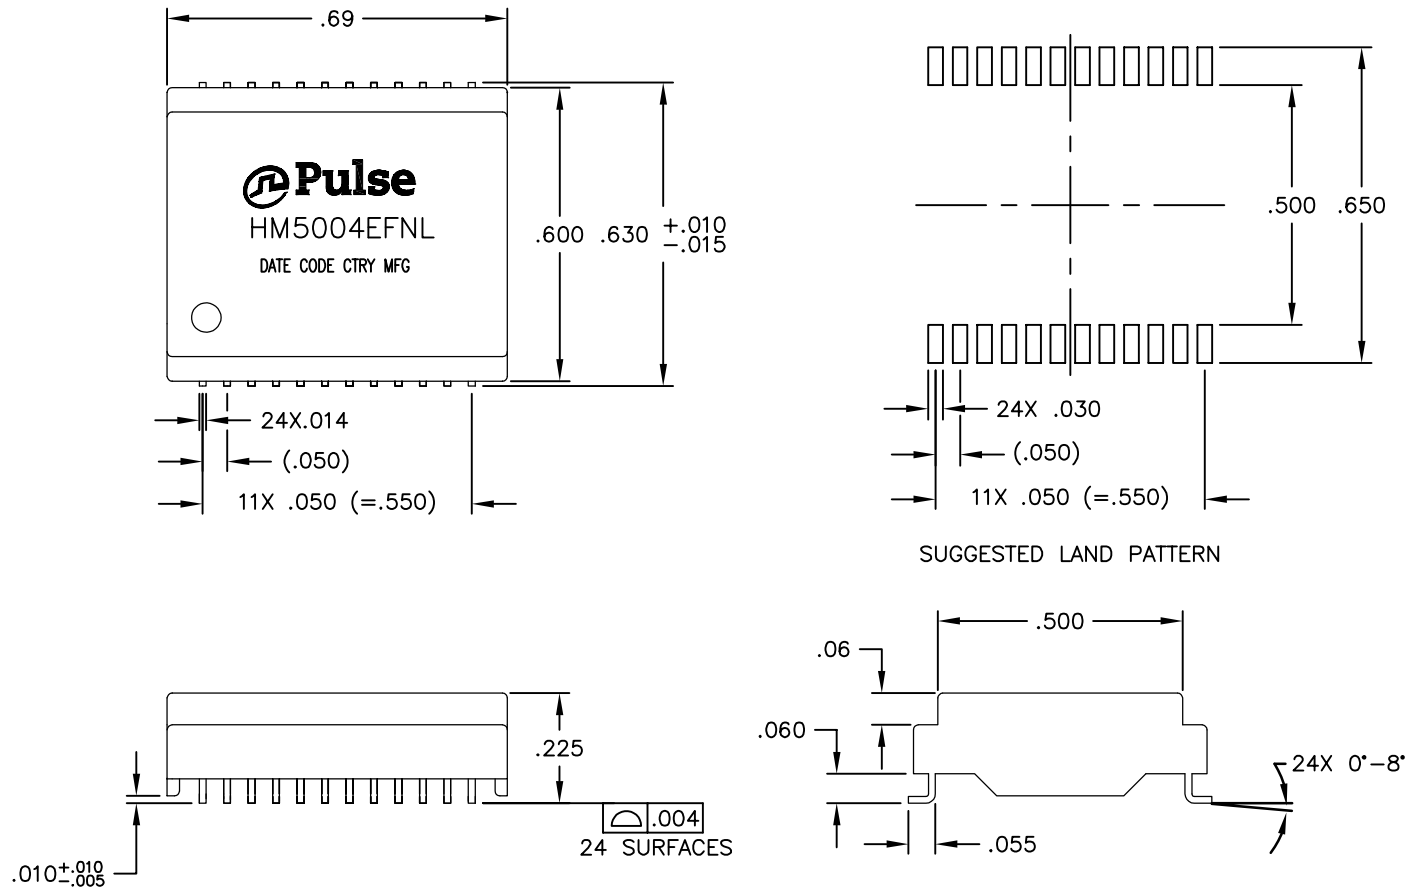 .69
Pulse
HM5004EFNL
DATE CODE CTRY MFG
.600 .630 +.010
-.015
24X.014
(.050)
11X .050 (=.550)
.500 .650
24X .030
(.050)
11X .050 (=.550)
SUGGESTED LAND PATTERN
.225
.004
24 SURFACES
.010 +.010
-.005
.500
.06
.060
24X 0°-8°
.055